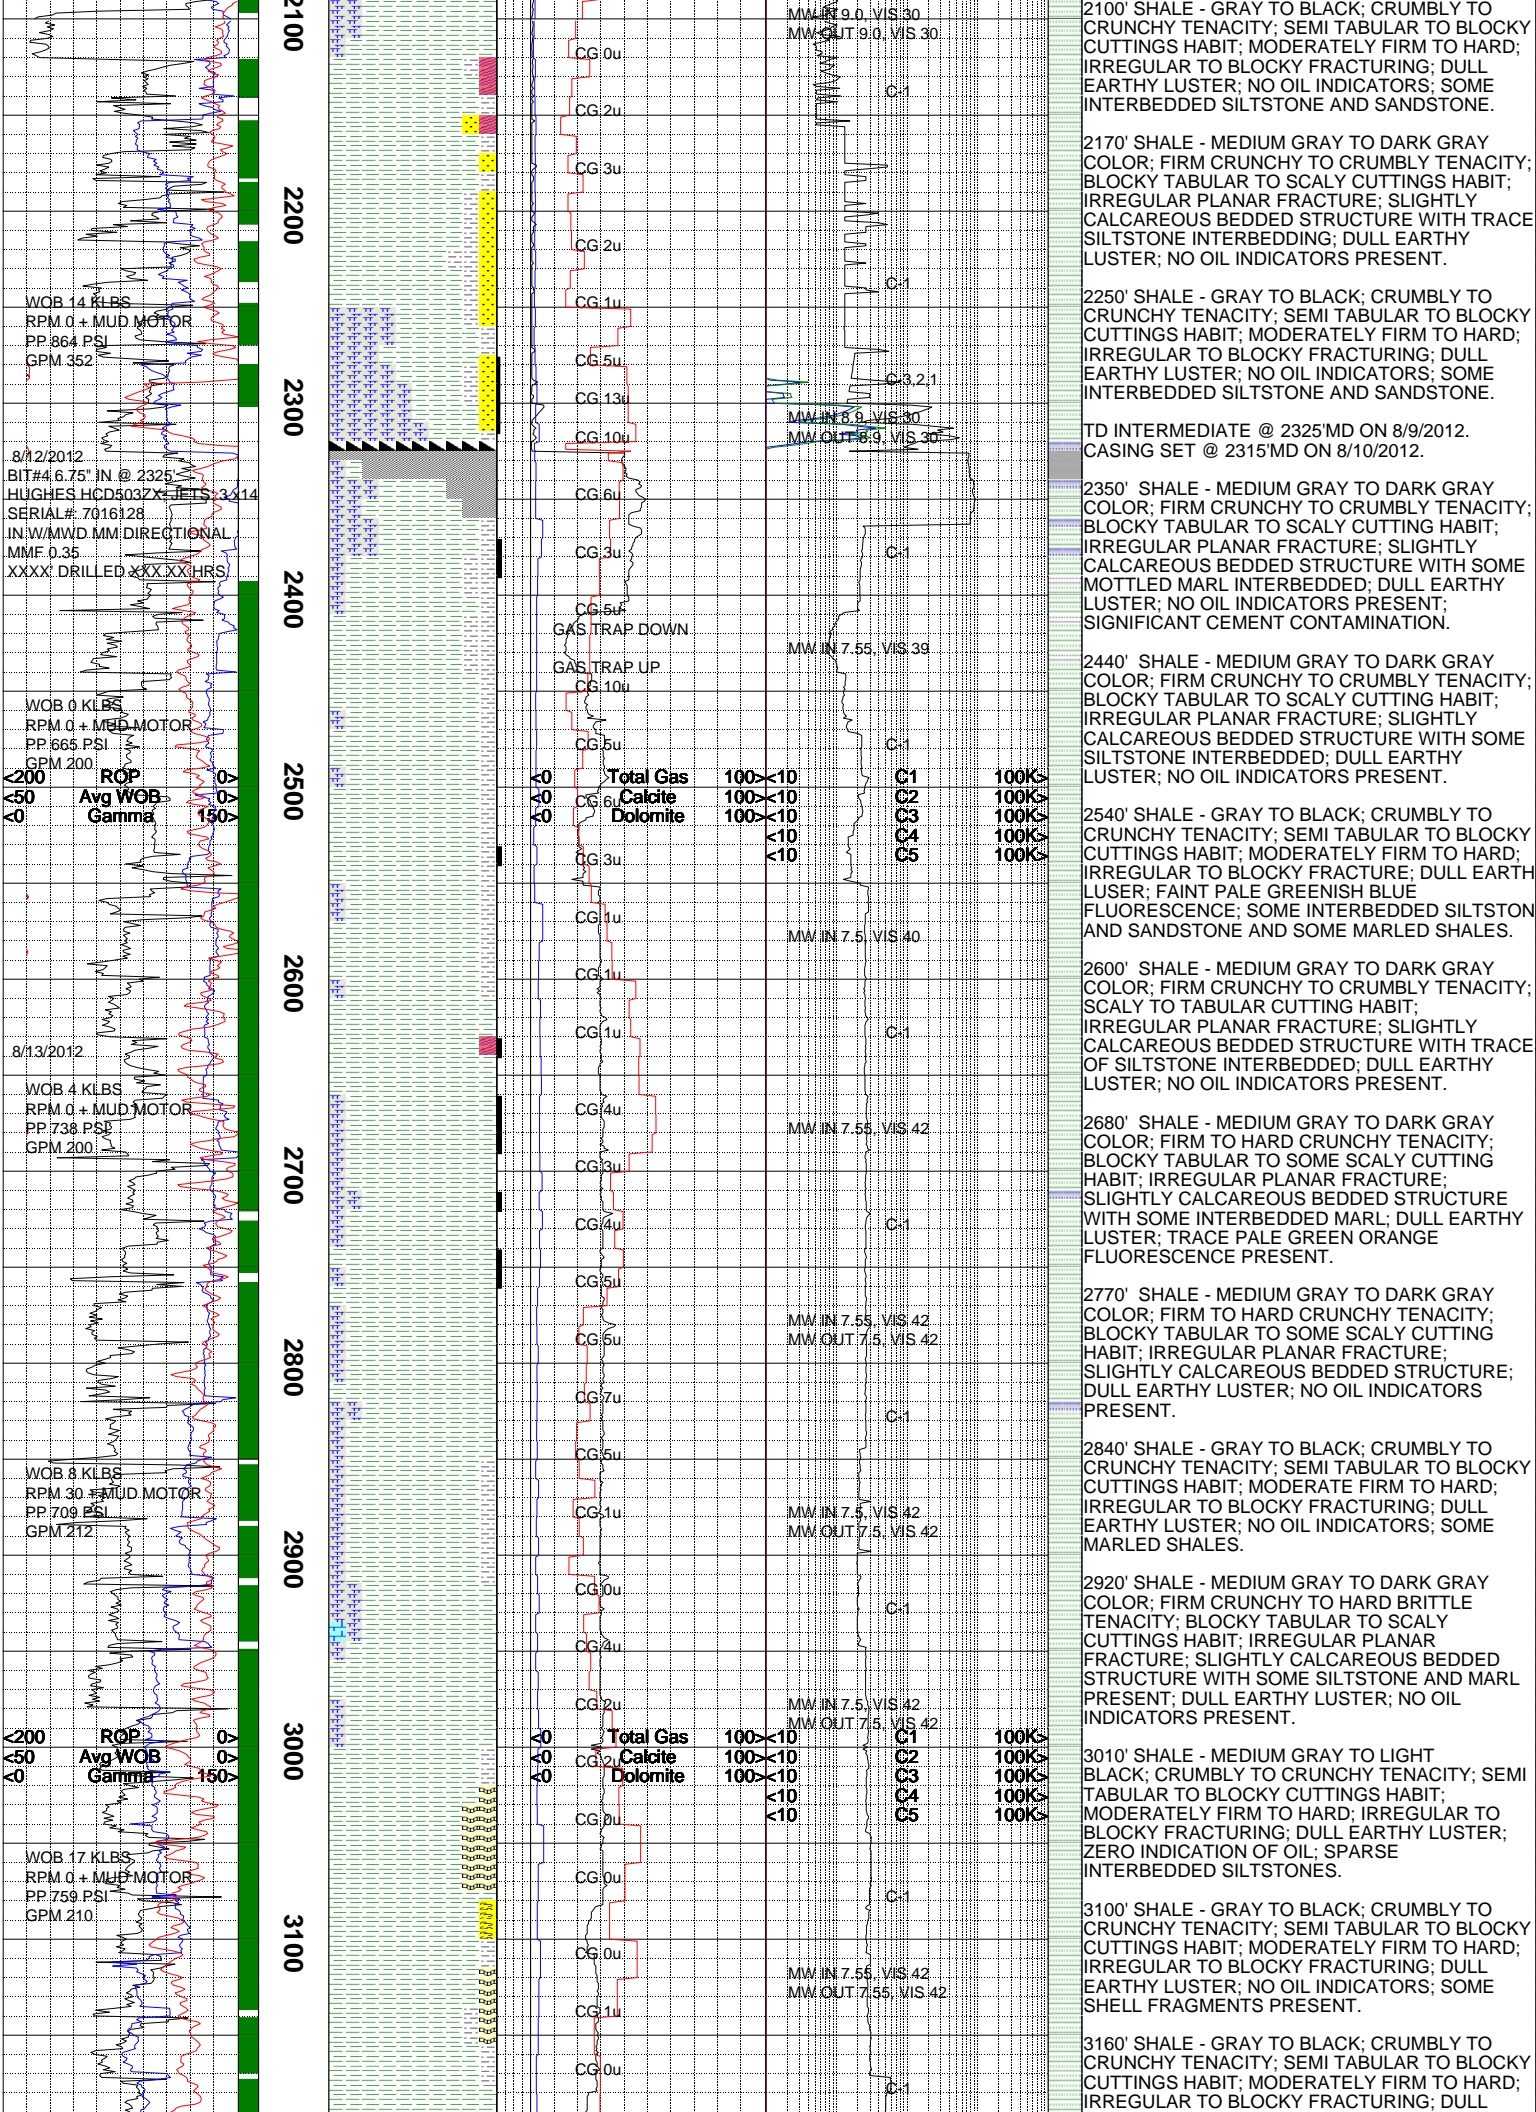 2100
2200
2300
2400
2500
2600
2700
2800
2900
3000
3100
WOB 14 KLBS
RPM 0 + MUD MOTOR
PP 864 PSI
GPM 352
8/12/2012
BIT#4 6.75" IN @ 2325'
HUGHES HCD503ZX, JETS: 3X14
SERIAL#: 7016128
IN W/MWD MM DIRECTIONAL
MMF 0.35
XXXX' DRILLED XXX.XX HRS
WOB 0 KLBS
RPM 0 + MUD MOTOR
PP 665 PSI
GPM 200
<200 ROP 0>
<50 Avg WOB 0>
<0 Gamma 150>
8/13/2012
WOB 4 KLBS
RPM 0 + MUD MOTOR
PP 738 PSI
GPM 200
WOB 8 KLBS
RPM 30 + MUD MOTOR
PP 709 PSI
GPM 212
<200 ROP 0>
<50 Avg WOB 0>
<0 Gamma 150>
WOB 17 KLBS
RPM 0 + MUD MOTOR
PP 759 PSI
GPM 210
CG 0u
CG 2u
CG 3u
CG 2u
CG 1u
CG 5u
CG 13u
CG 10u
CG 6u
CG 3u
CG 5u
GAS TRAP DOWN
GAS TRAP UP
CG 10u
CG 5u
<0 Total Gas 100>
CG 6u
<0 Calcite 100>
<0 Dolomite 100>
CG 3u
CG 1u
CG 1u
CG 1u
CG 4u
CG 3u
CG 4u
CG 5u
CG 5u
CG 7u
CG 5u
CG 1u
CG 0u
CG 4u
CG 2u
<0 Total Gas 100>
<0 Calcite 100>
CG 2u
<0 Dolomite 100>
CG 0u
CG 0u
CG 0u
CG 1u
CG 0u
MW IN 9.0, VIS 30
MW OUT 9.0, VIS 30
C-1
C-1
C-3,2,1
MW IN 8.9, VIS 30
MW OUT 8.9, VIS 30
C-1
MW IN 7.55, VIS 39
C-1
<10 C1 100K>
<10 C2 100K>
<10 C3 100K>
<10 C4 100K>
<10 C5 100K>
MW IN 7.5, VIS 40
C-1
MW IN 7.55, VIS 42
C-1
MW IN 7.55, VIS 42
MW OUT 7.5, VIS 42
C-1
MW IN 7.5, VIS 42
MW OUT 7.5, VIS 42
C-1
MW IN 7.5, VIS 42
MW OUT 7.5, VIS 42
<10 C1 100K>
<10 C2 100K>
<10 C3 100K>
<10 C4 100K>
<10 C5 100K>
C-1
MW IN 7.55, VIS 42
MW OUT 7.55, VIS 42
C-1
2100' SHALE - GRAY TO BLACK; CRUMBLY TO
CRUNCHY TENACITY; SEMI TABULAR TO BLOCKY
CUTTINGS HABIT; MODERATELY FIRM TO HARD;
IRREGULAR TO BLOCKY FRACTURING; DULL
EARTHY LUSTER; NO OIL INDICATORS; SOME
INTERBEDDED SILTSTONE AND SANDSTONE.
2170' SHALE - MEDIUM GRAY TO DARK GRAY
COLOR; FIRM CRUNCHY TO CRUMBLY TENACITY;
BLOCKY TABULAR TO SCALY CUTTINGS HABIT;
IRREGULAR PLANAR FRACTURE; SLIGHTLY
CALCAREOUS BEDDED STRUCTURE WITH TRACE
SILTSTONE INTERBEDDING; DULL EARTHY
LUSTER; NO OIL INDICATORS PRESENT.
2250' SHALE - GRAY TO BLACK; CRUMBLY TO
CRUNCHY TENACITY; SEMI TABULAR TO BLOCKY
CUTTINGS HABIT; MODERATELY FIRM TO HARD;
IRREGULAR TO BLOCKY FRACTURING; DULL
EARTHY LUSTER; NO OIL INDICATORS; SOME
INTERBEDDED SILTSTONE AND SANDSTONE.
TD INTERMEDIATE @ 2325'MD ON 8/9/2012.
CASING SET @ 2315'MD ON 8/10/2012.
2350' SHALE - MEDIUM GRAY TO DARK GRAY
COLOR; FIRM CRUNCHY TO CRUMBLY TENACITY;
BLOCKY TABULAR TO SCALY CUTTING HABIT;
IRREGULAR PLANAR FRACTURE; SLIGHTLY
CALCAREOUS BEDDED STRUCTURE WITH SOME
MOTTLED MARL INTERBEDDED; DULL EARTHY
LUSTER; NO OIL INDICATORS PRESENT;
SIGNIFICANT CEMENT CONTAMINATION.
2440' SHALE - MEDIUM GRAY TO DARK GRAY
COLOR; FIRM CRUNCHY TO CRUMBLY TENACITY;
BLOCKY TABULAR TO SCALY CUTTING HABIT;
IRREGULAR PLANAR FRACTURE; SLIGHTLY
CALCAREOUS BEDDED STRUCTURE WITH SOME
SILTSTONE INTERBEDDED; DULL EARTHY
LUSTER; NO OIL INDICATORS PRESENT.
2540' SHALE - GRAY TO BLACK; CRUMBLY TO
CRUNCHY TENACITY; SEMI TABULAR TO BLOCKY
CUTTINGS HABIT; MODERATELY FIRM TO HARD;
IRREGULAR TO BLOCKY FRACTURE; DULL EARTH
LUSER; FAINT PALE GREENISH BLUE
FLUORESCENCE; SOME INTERBEDDED SILTSTON
AND SANDSTONE AND SOME MARLED SHALES.
2600' SHALE - MEDIUM GRAY TO DARK GRAY
COLOR; FIRM CRUNCHY TO CRUMBLY TENACITY;
SCALY TO TABULAR CUTTING HABIT;
IRREGULAR PLANAR FRACTURE; SLIGHTLY
CALCAREOUS BEDDED STRUCTURE WITH TRACE
OF SILTSTONE INTERBEDDED; DULL EARTHY
LUSTER; NO OIL INDICATORS PRESENT.
2680' SHALE - MEDIUM GRAY TO DARK GRAY
COLOR; FIRM TO HARD CRUNCHY TENACITY;
BLOCKY TABULAR TO SOME SCALY CUTTING
HABIT; IRREGULAR PLANAR FRACTURE;
SLIGHTLY CALCAREOUS BEDDED STRUCTURE
WITH SOME INTERBEDDED MARL; DULL EARTHY
LUSTER; TRACE PALE GREEN ORANGE
FLUORESCENCE PRESENT.
2770' SHALE - MEDIUM GRAY TO DARK GRAY
COLOR; FIRM TO HARD CRUNCHY TENACITY;
BLOCKY TABULAR TO SOME SCALY CUTTING
HABIT; IRREGULAR PLANAR FRACTURE;
SLIGHTLY CALCAREOUS BEDDED STRUCTURE;
DULL EARTHY LUSTER; NO OIL INDICATORS
PRESENT.
2840' SHALE - GRAY TO BLACK; CRUMBLY TO
CRUNCHY TENACITY; SEMI TABULAR TO BLOCKY
CUTTINGS HABIT; MODERATE FIRM TO HARD;
IRREGULAR TO BLOCKY FRACTURING; DULL
EARTHY LUSTER; NO OIL INDICATORS; SOME
MARLED SHALES.
2920' SHALE - MEDIUM GRAY TO DARK GRAY
COLOR; FIRM CRUNCHY TO HARD BRITTLE
TENACITY; BLOCKY TABULAR TO SCALY
CUTTINGS HABIT; IRREGULAR PLANAR
FRACTURE; SLIGHTLY CALCAREOUS BEDDED
STRUCTURE WITH SOME SILTSTONE AND MARL
PRESENT; DULL EARTHY LUSTER; NO OIL
INDICATORS PRESENT.
3010' SHALE - MEDIUM GRAY TO LIGHT
BLACK; CRUMBLY TO CRUNCHY TENACITY; SEMI
TABULAR TO BLOCKY CUTTINGS HABIT;
MODERATELY FIRM TO HARD; IRREGULAR TO
BLOCKY FRACTURING; DULL EARTHY LUSTER;
ZERO INDICATION OF OIL; SPARSE
INTERBEDDED SILTSTONES.
3100' SHALE - GRAY TO BLACK; CRUMBLY TO
CRUNCHY TENACITY; SEMI TABULAR TO BLOCKY
CUTTINGS HABIT; MODERATELY FIRM TO HARD;
IRREGULAR TO BLOCKY FRACTURING; DULL
EARTHY LUSTER; NO OIL INDICATORS; SOME
SHELL FRAGMENTS PRESENT.
3160' SHALE - GRAY TO BLACK; CRUMBLY TO
CRUNCHY TENACITY; SEMI TABULAR TO BLOCKY
CUTTINGS HABIT; MODERATELY FIRM TO HARD;
IRREGULAR TO BLOCKY FRACTURING; DULL